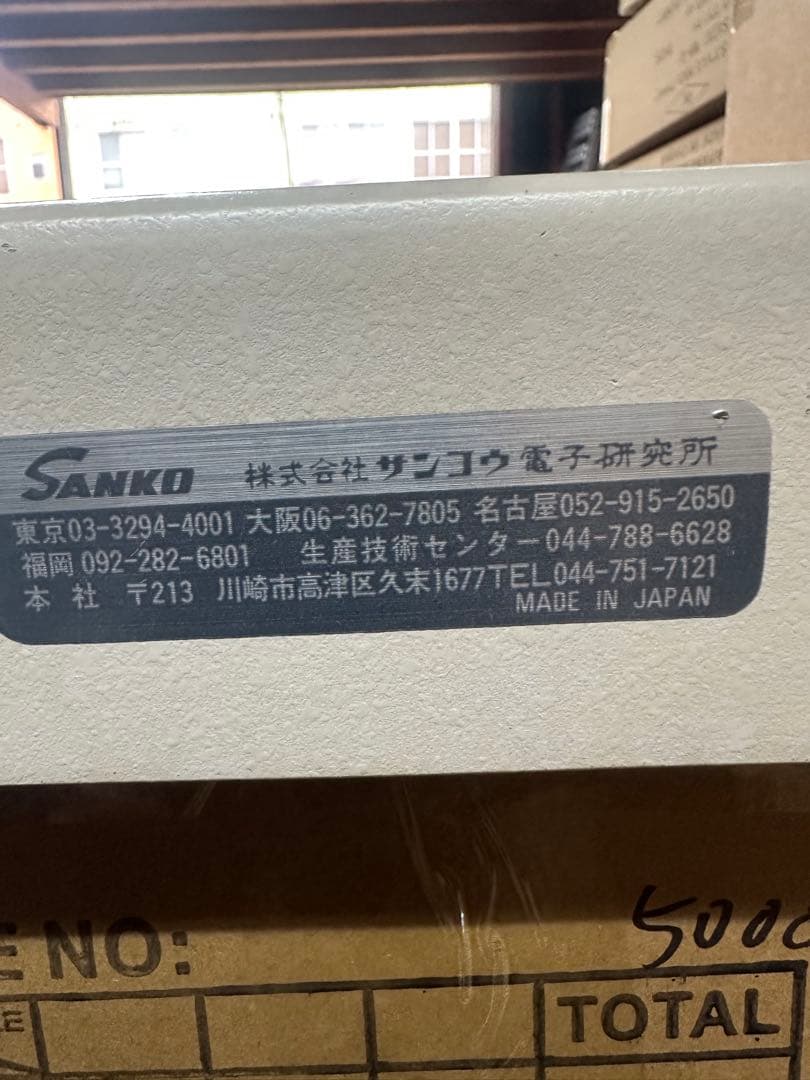 SANKO 株式会社 サンコウ電子研究所
東京03-3294-4001 大阪06-362-7805 名古屋052-915-2650
福岡 092-282-6801 生産技術センター044-788-6628
本 社 〒213 川崎市高津区久末1677 TEL 044-751-7121
MADE IN JAPAN
E NO:
500
TOTAL